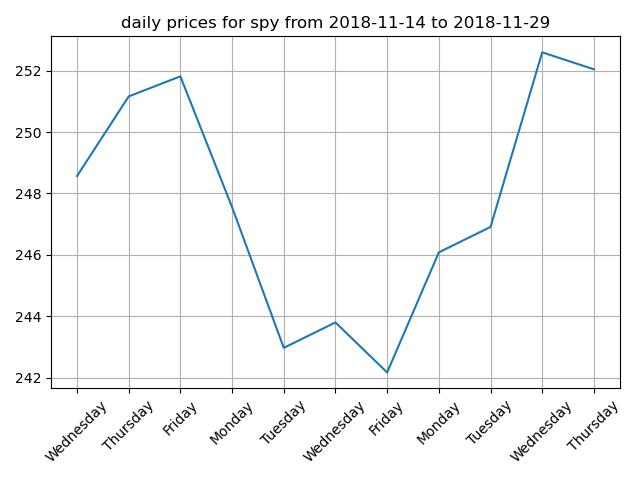 daily prices for spy from 2018-11-14 to 2018-11-29
252
250
248
246
244
242
Wednesday
Thursday
Friday
Monday
Tuesday
Wednesday
Friday
Monday
Tuesday
Wednesday
Thursday